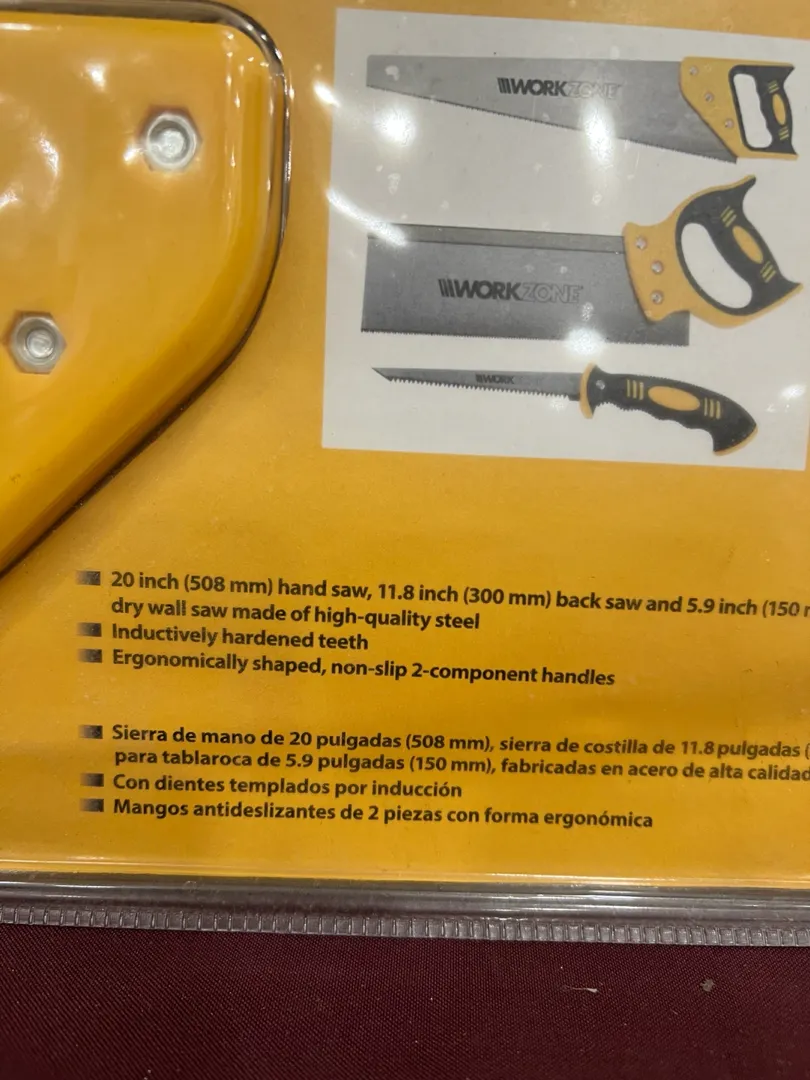 WORKZONE
WORKZONE
WORK
20 inch (508 mm) hand saw, 11.8 inch (300 mm) back saw and 5.9 inch (150
dry wall saw made of high-quality steel
Inductively hardened teeth
Ergonomically shaped, non-slip 2-component handles
Sierra de mano de 20 pulgadas (508 mm), sierra de costilla de 11.8 pulgadas (
para tablaroca de 5.9 pulgadas (150 mm), fabricadas en acero de alta calidad
Con dientes templados por inducción
Mangos antideslizantes de 2 piezas con forma ergonómica